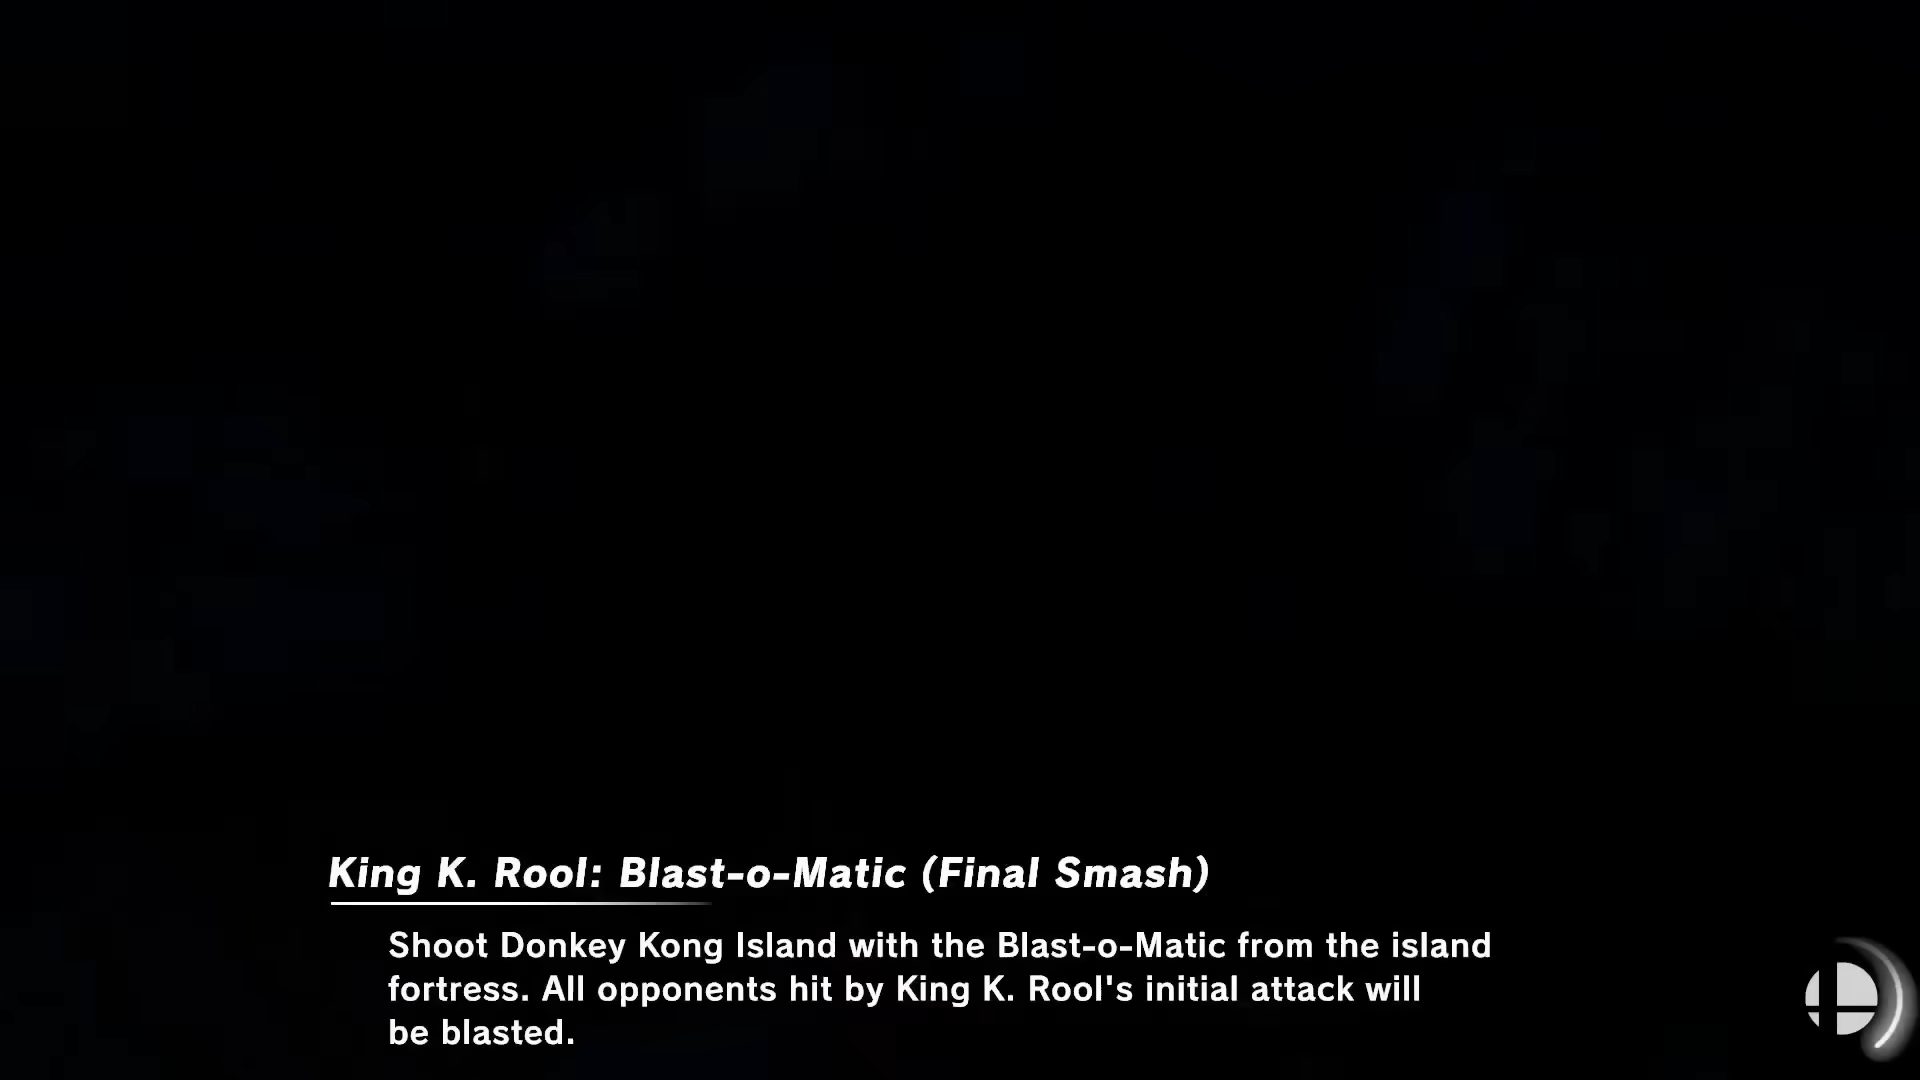 King K. Rool: Blast-o-Matic (Final Smash)
Shoot Donkey Kong Island with the Blast-o-Matic from the island
fortress. All opponents hit by King K. Rool's initial attack will
be blasted.